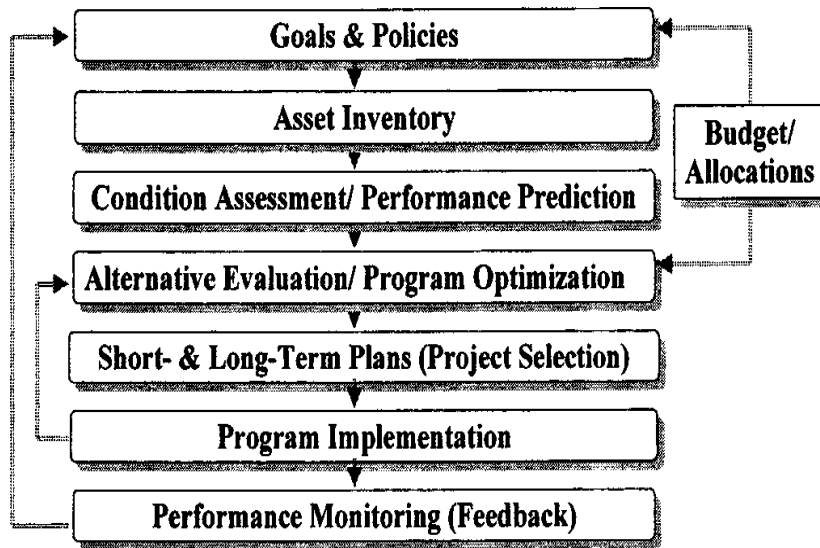 Goals & Policies
Asset Inventory
Budget/
Allocations
Condition Assessment/ Performance Prediction
Alternative Evaluation/ Program Optimization
Short- & Long-Term Plans (Project Selection)
Program Implementation
Performance Monitoring (Feedback)